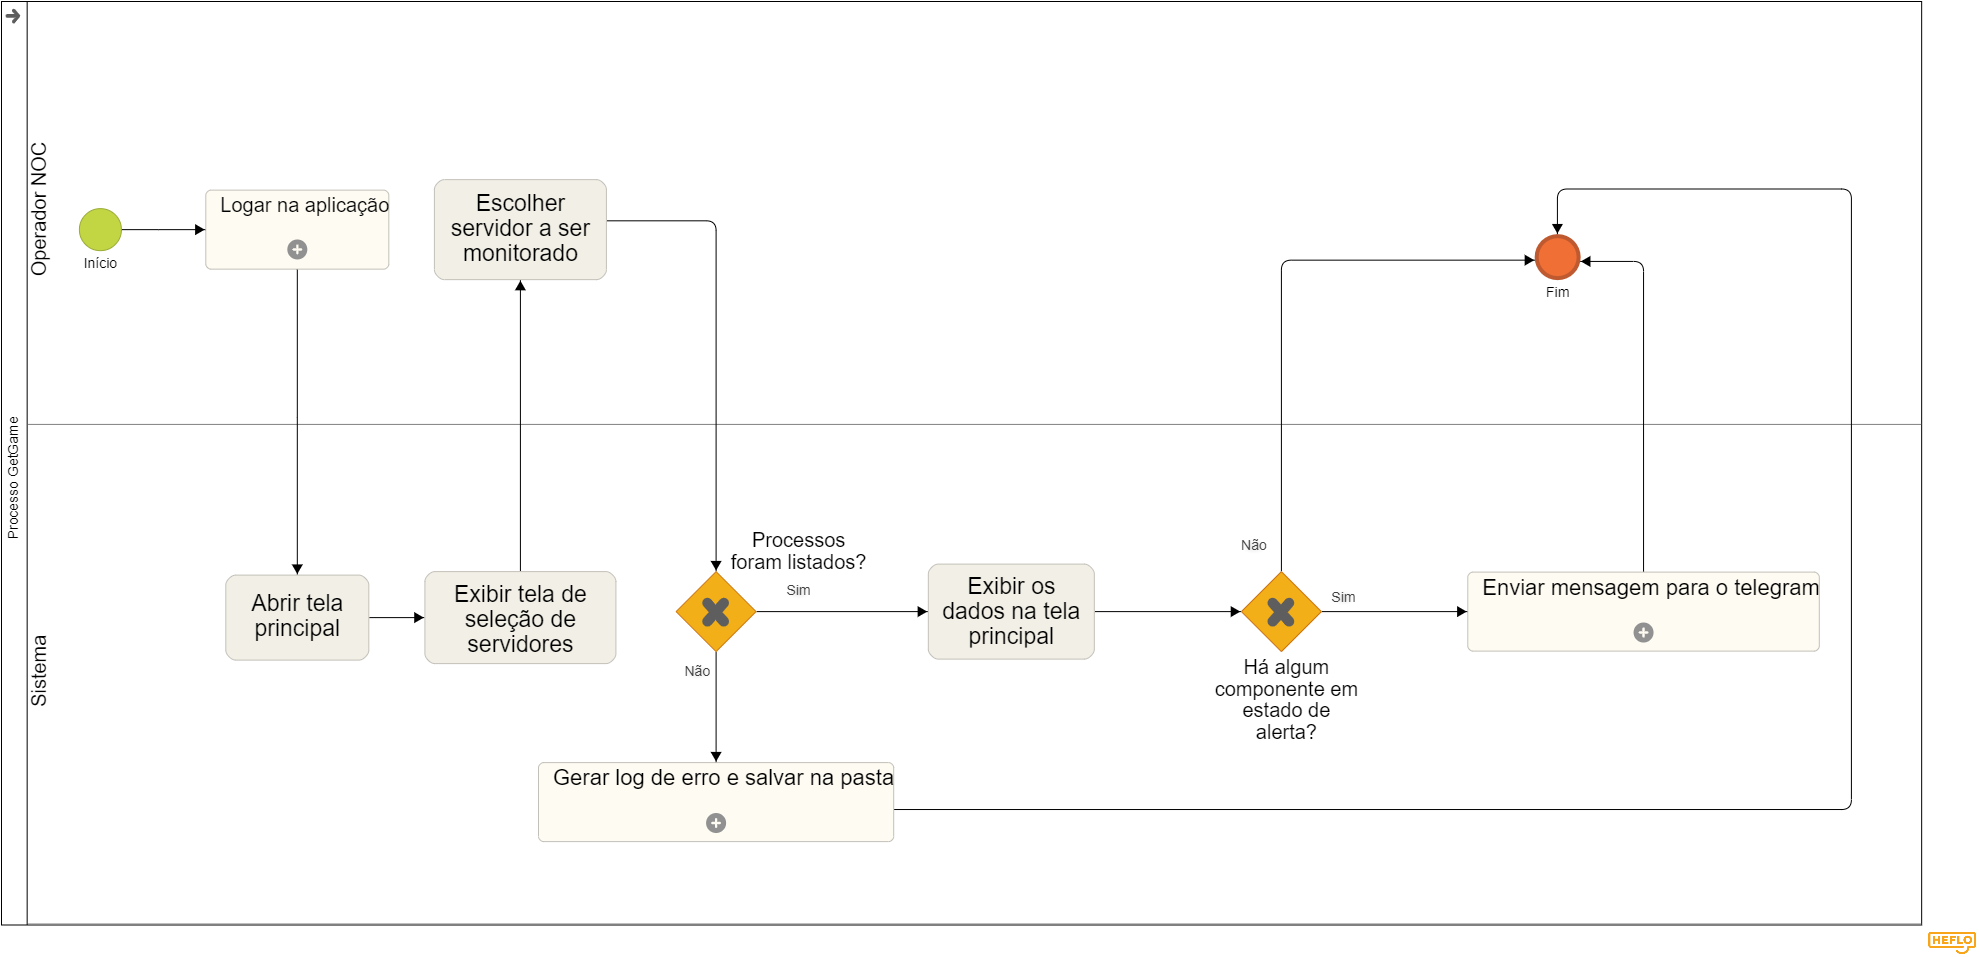 Processo GetGame
Operador NOC
Início
Logar na aplicação
Escolher
servidor a ser
monitorado
Fim
Sistema
Abrir tela
principal
Exibir tela de
seleção de
servidores
Processos
foram listados?
Sim
Não
Exibir os
dados na tela
principal
Não
Sim
Há algum
componente em
estado de
alerta?
Enviar mensagem para o telegram
Gerar log de erro e salvar na pasta
HEFLO